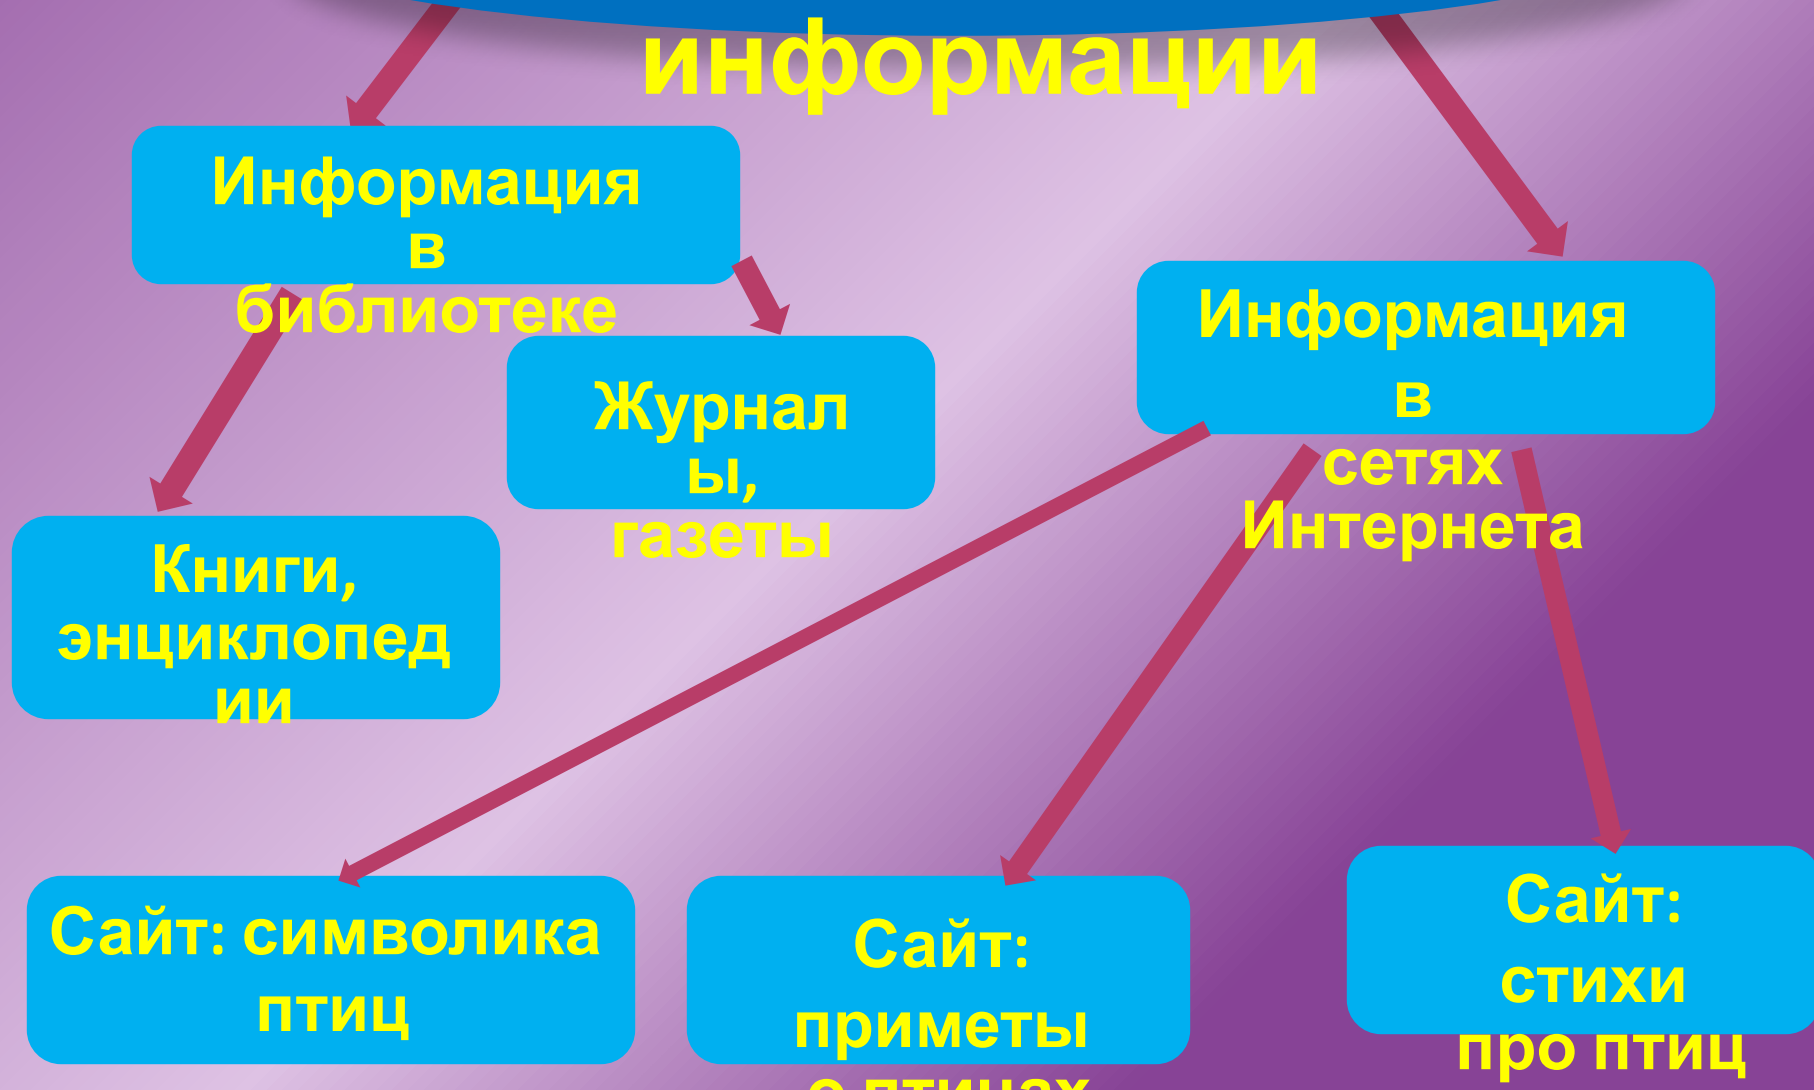 информации
Информация
в
библиотеке
Журнал
ы,
газеты
Информация
в
сетях
Интернета
Книги,
энциклопед
ии
Сайт: символика
птиц
Сайт:
приметы
о птицах
Сайт:
стихи
про птиц